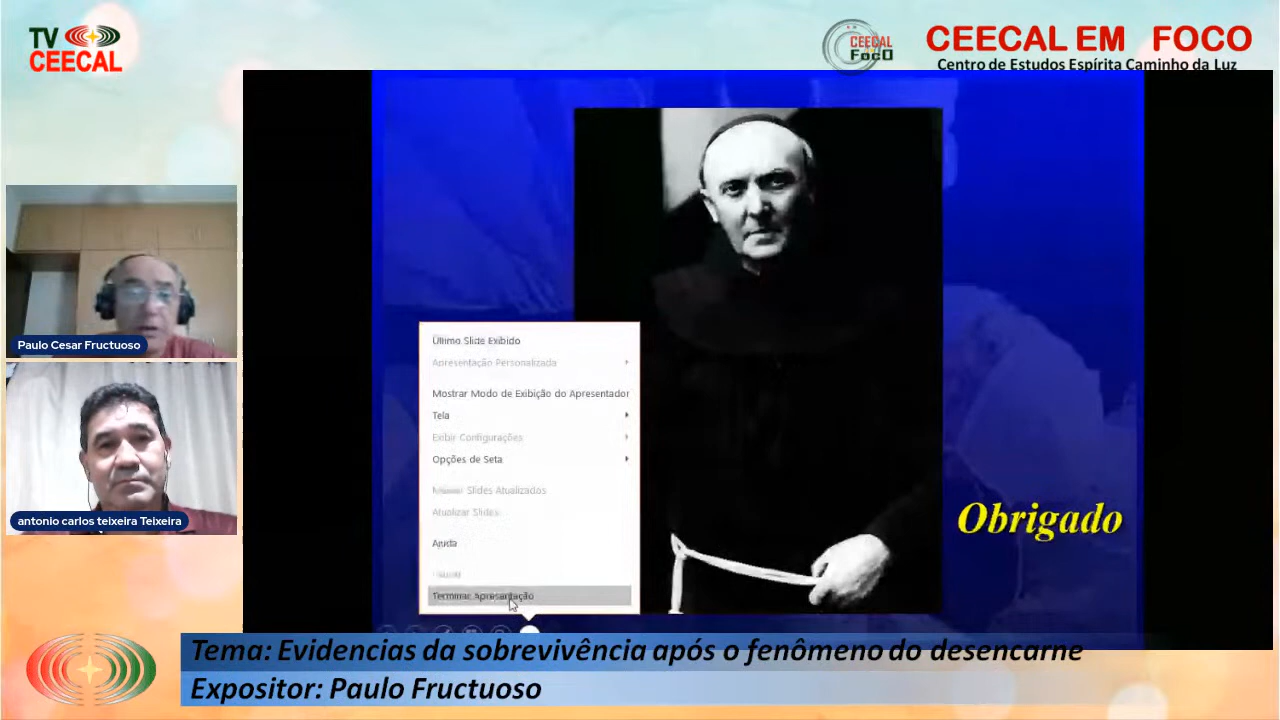 TV
CEECAL
CEECAL
FocO
CEECAL EM FOCO
Centro de Estudos Espírita Caminho da Luz
Paulo Cesar Fructuoso
antonio carlos teixeira Teixeira
Último Slide Exibido
Apresentação Personalizada
Mostrar Modo de Exibição do Apresentador
Tela
Exibir Configurações
Opções de Seta
Slides Atualizados
Atualizar Slides
Ajuda
Terminar Apresentação
Obrigado
Tema: Evidencias da sobrevivência após o fenômeno do desencarne
Expositor: Paulo Fructuoso